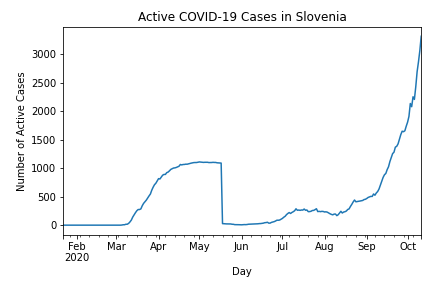 Active COVID-19 Cases in Slovenia
Number of Active Cases
3000
2500
2000
1500
1000
500
0
Feb Mar Apr May Jun Jul Aug Sep Oct
2020
Day